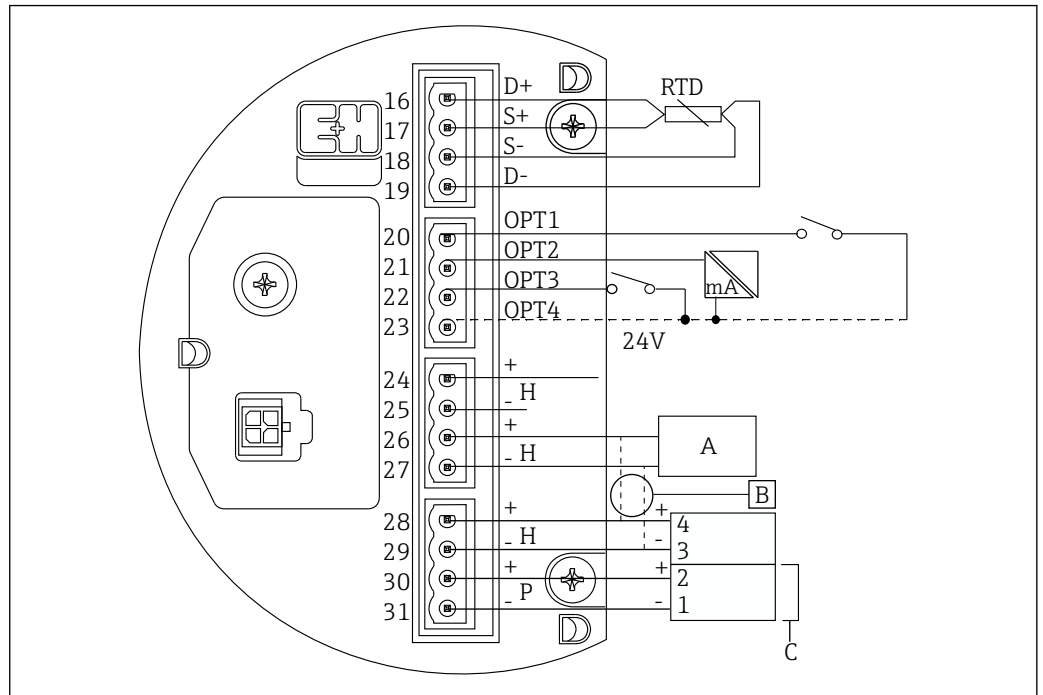 16 D+ RTD
17 S+
18 S-
19 D-
20 OPT1
21 OPT2
22 OPT3 mA
23 OPT4 24V
24 +
25 - H
26 + A
27 - H
B
28 + + 4
29 - H - 3
30 + + 2
31 - P - 1
C